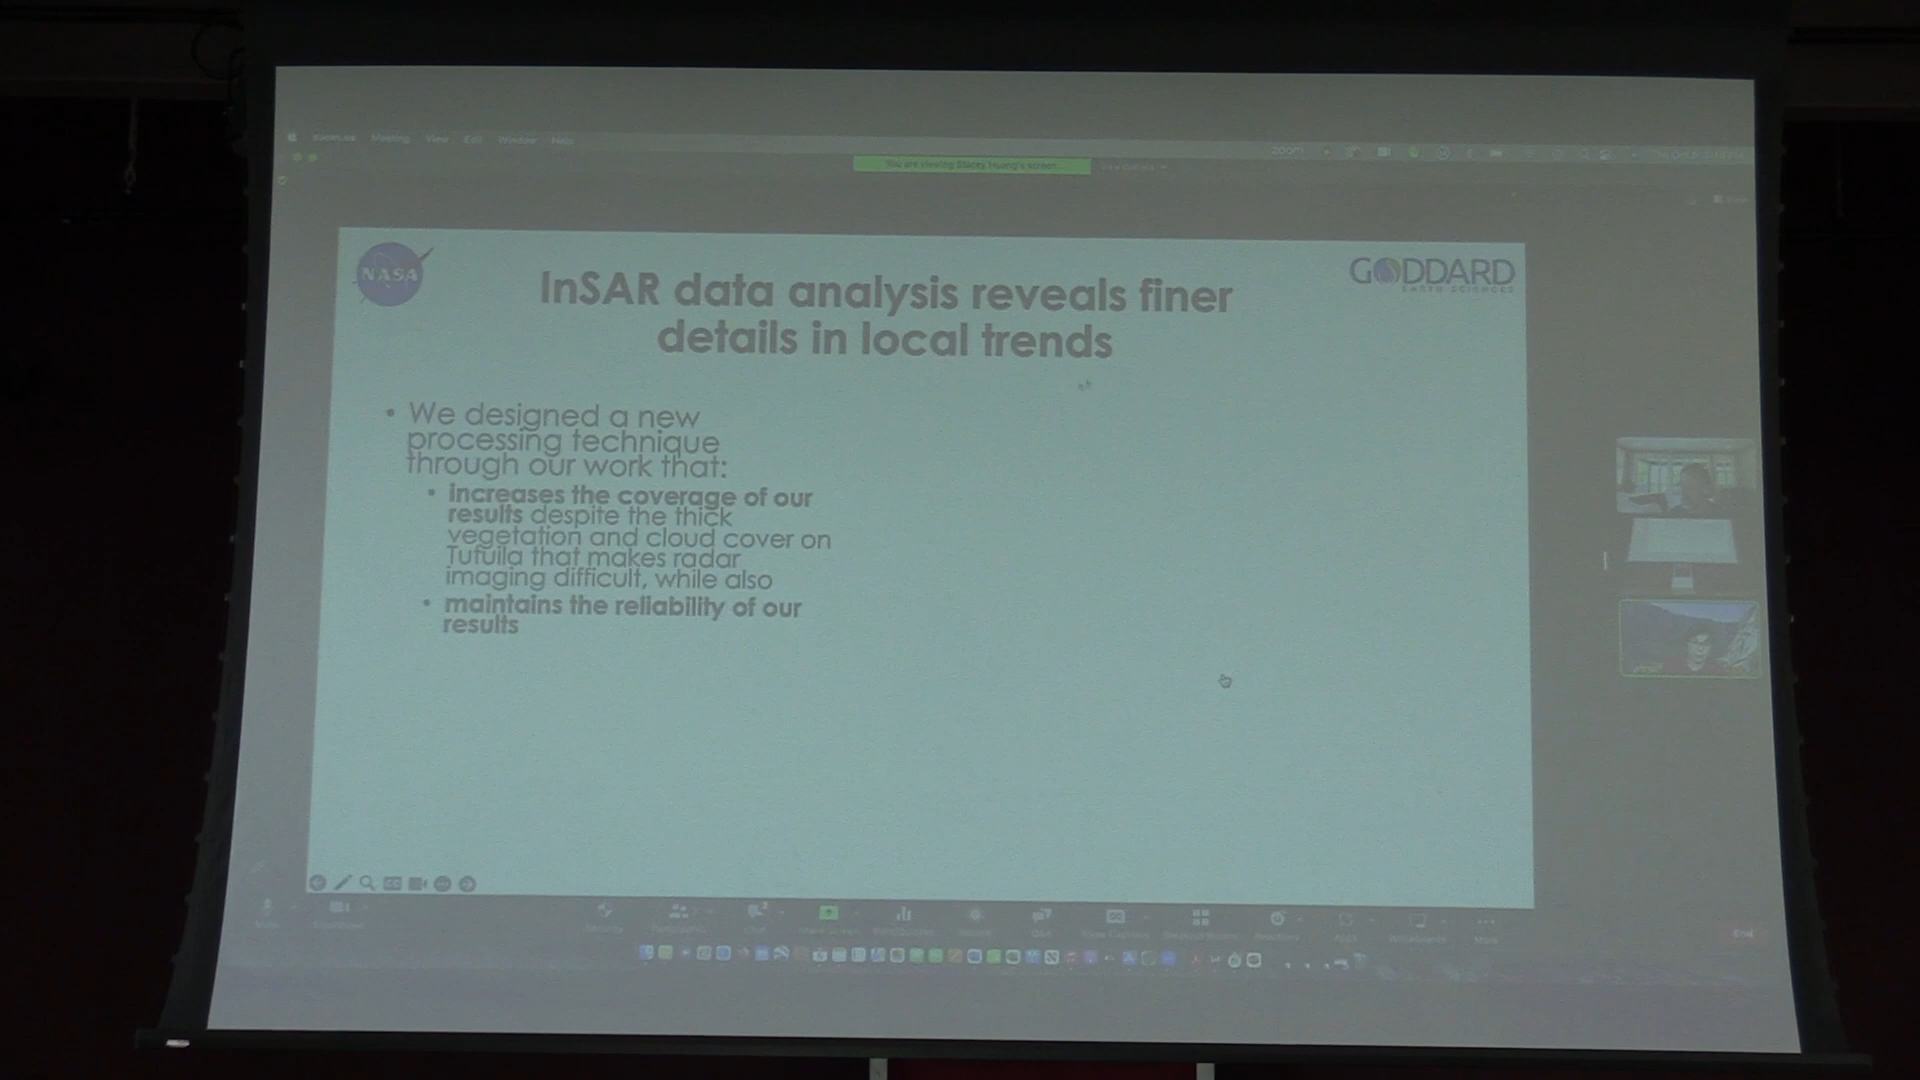 zoom.us Meeting View Edit Window Help
zoom
You are viewing Stacey Huang's screen
NASA
GODDARD
EARTH SCIENCES
InSAR data analysis reveals finer
details in local trends
• We designed a new
processing technique
through our work that:
• increases the coverage of our
results despite the thick
vegetation and cloud cover on
Tutuila that makes radar
imaging difficult, while also
• maintains the reliability of our
results
End